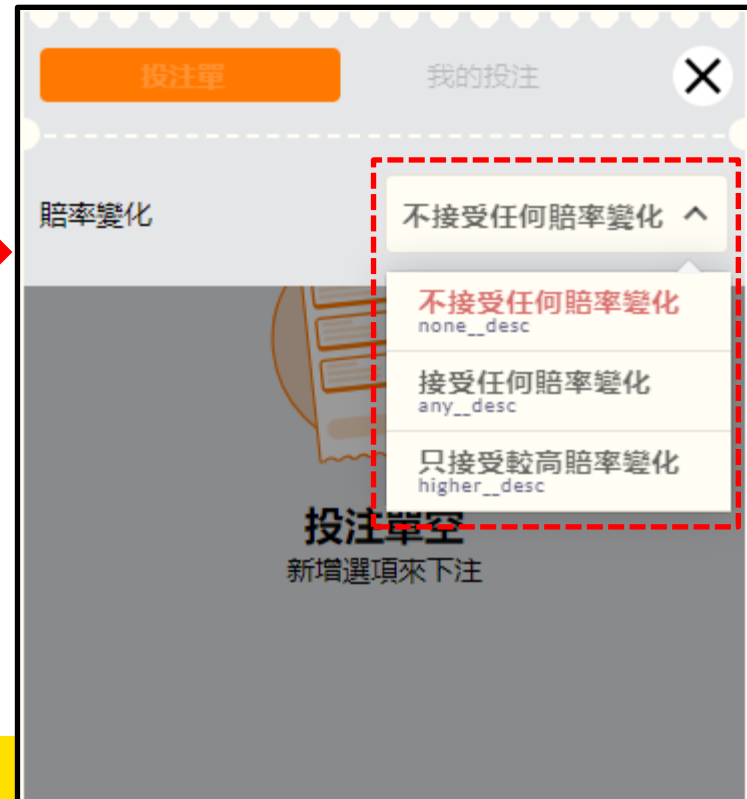 投注單
我的投注
賠率變化
不接受任何賠率變化
不接受任何賠率變化
none__desc
接受任何賠率變化
any__desc
只接受較高賠率變化
higher__desc
投注單空
新增選項來下注